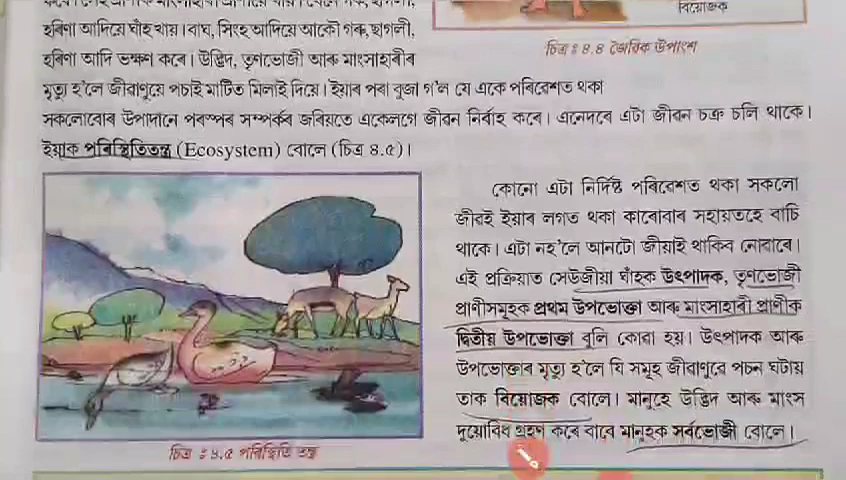 হৰিণা আদিয়ে ঘাঁহ খায়। বাঘ, সিংহ আদিয়ে আকৌ গৰু, ছাগলী,
হৰিণা আদি ভক্ষণ কৰে। উদ্ভিদ, তৃণভোজী আৰু মাংসাহাৰীৰ
মৃত্যু হ'লে জীৱাণুৱে পচাই মাটিত মিলাই দিয়ে। ইয়াৰ পৰা বুজা গ'ল যে একে পৰিৱেশত থকা
সকলোবোৰ উপাদানে পৰস্পৰ সম্পৰ্কৰ জৰিয়তে একেলগে জীৱন নিৰ্বাহ কৰে। এনেদৰে এটা জীৱন চক্ৰ চলি থাকে।
ইয়াক পৰিস্থিতিতন্ত্ৰ (Ecosystem) বোলে (চিত্ৰ ৪.৫)।
বিয়োজক
চিত্ৰ ঃ ৪.৪ জৈৱিক উপাংশ
কোনো এটা নিৰ্দিষ্ট পৰিৱেশত থকা সকলো
জীৱই ইয়াৰ লগত থকা কাৰোবাৰ সহায়তহে বাচি
থাকে। এটা নহ'লে আনটো জীয়াই থাকিব নোৱাৰে।
এই প্ৰক্ৰিয়াত সেউজীয়া ঘাঁহক উৎপাদক, তৃণভোজী
প্ৰাণীসমূহক প্ৰথম উপভোক্তা আৰু মাংসাহাৰী প্ৰাণীক
দ্বিতীয় উপভোক্তা বুলি কোৱা হয়। উৎপাদক আৰু
উপভোক্তাৰ মৃত্যু হ'লে যি সমূহ জীৱাণুৱে পচন ঘটায়
তাক বিয়োজক বোলে। মানুহে উদ্ভিদ আৰু মাংস
দুয়োবিধ গ্ৰহণ কৰে বাবে মানুহক সৰ্বভোজী বোলে।
চিত্ৰ ঃ ৪.৫ পৰিস্থিতি তন্ত্ৰ